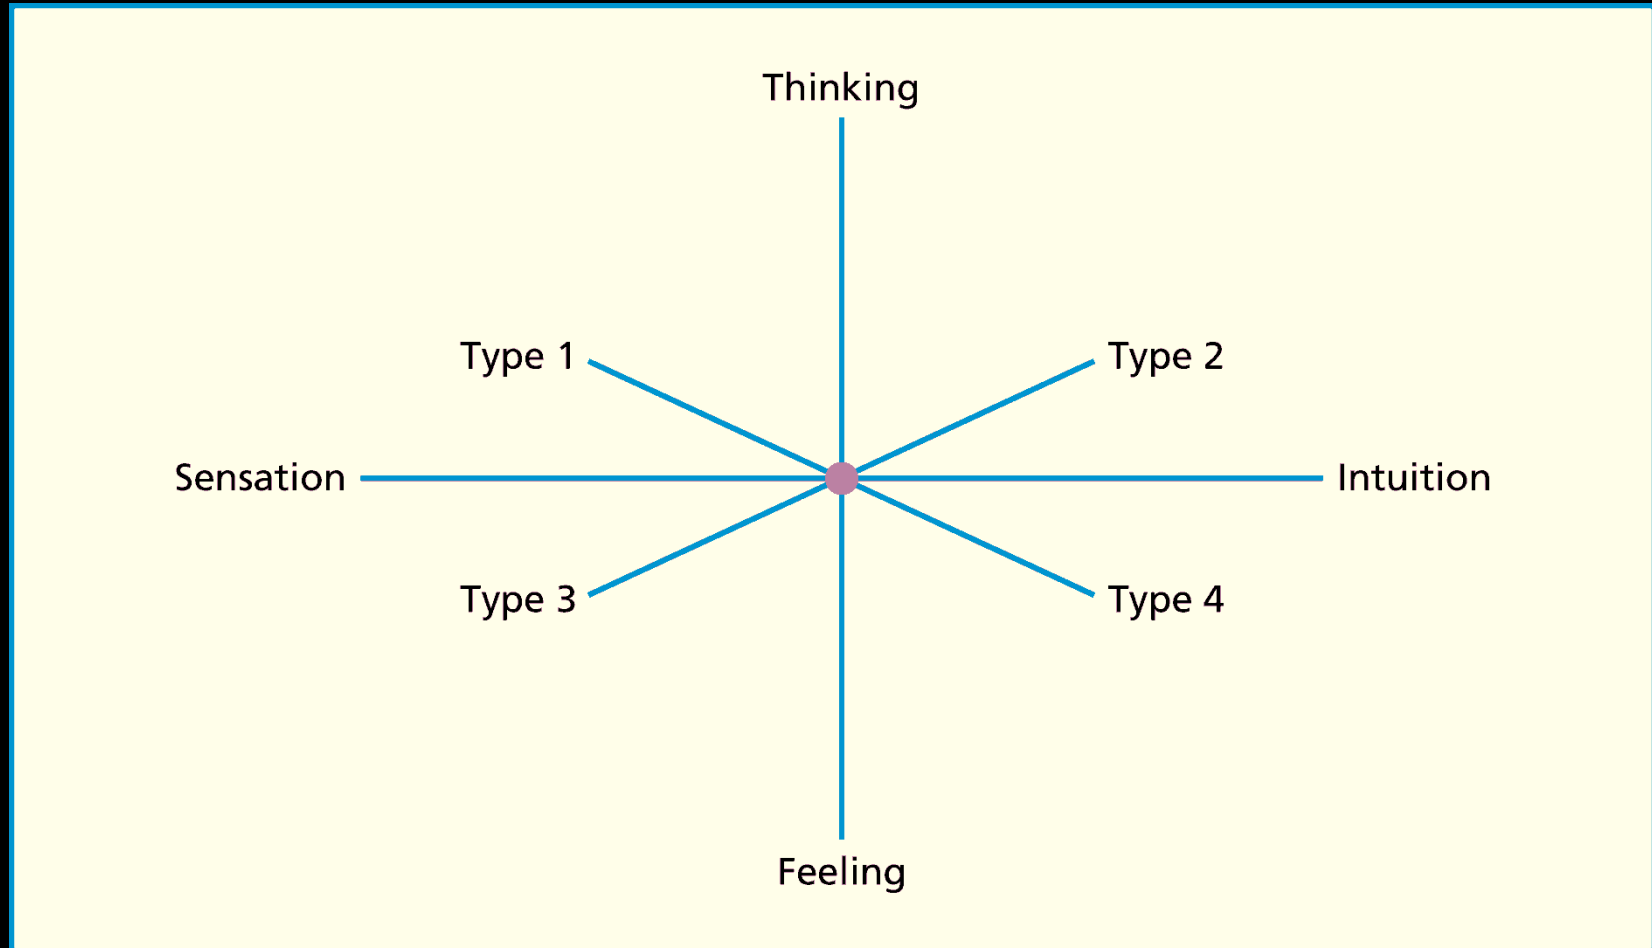 Thinking
Type 1
Type 2
Sensation
Intuition
Type 3
Type 4
Feeling